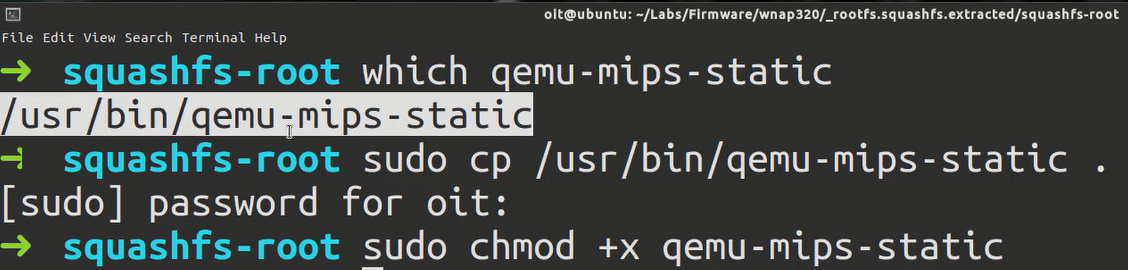 oit@ubuntu: ~/Labs/Firmware/wnap320/_rootfs.squashfs.extracted/squashfs-root
File Edit View Search Terminal Help
→ squashfs-root which qemu-mips-static
/usr/bin/qemu-mips-static
→ squashfs-root sudo cp /usr/bin/qemu-mips-static .
[sudo] password for oit:
→ squashfs-root sudo chmod +x qemu-mips-static